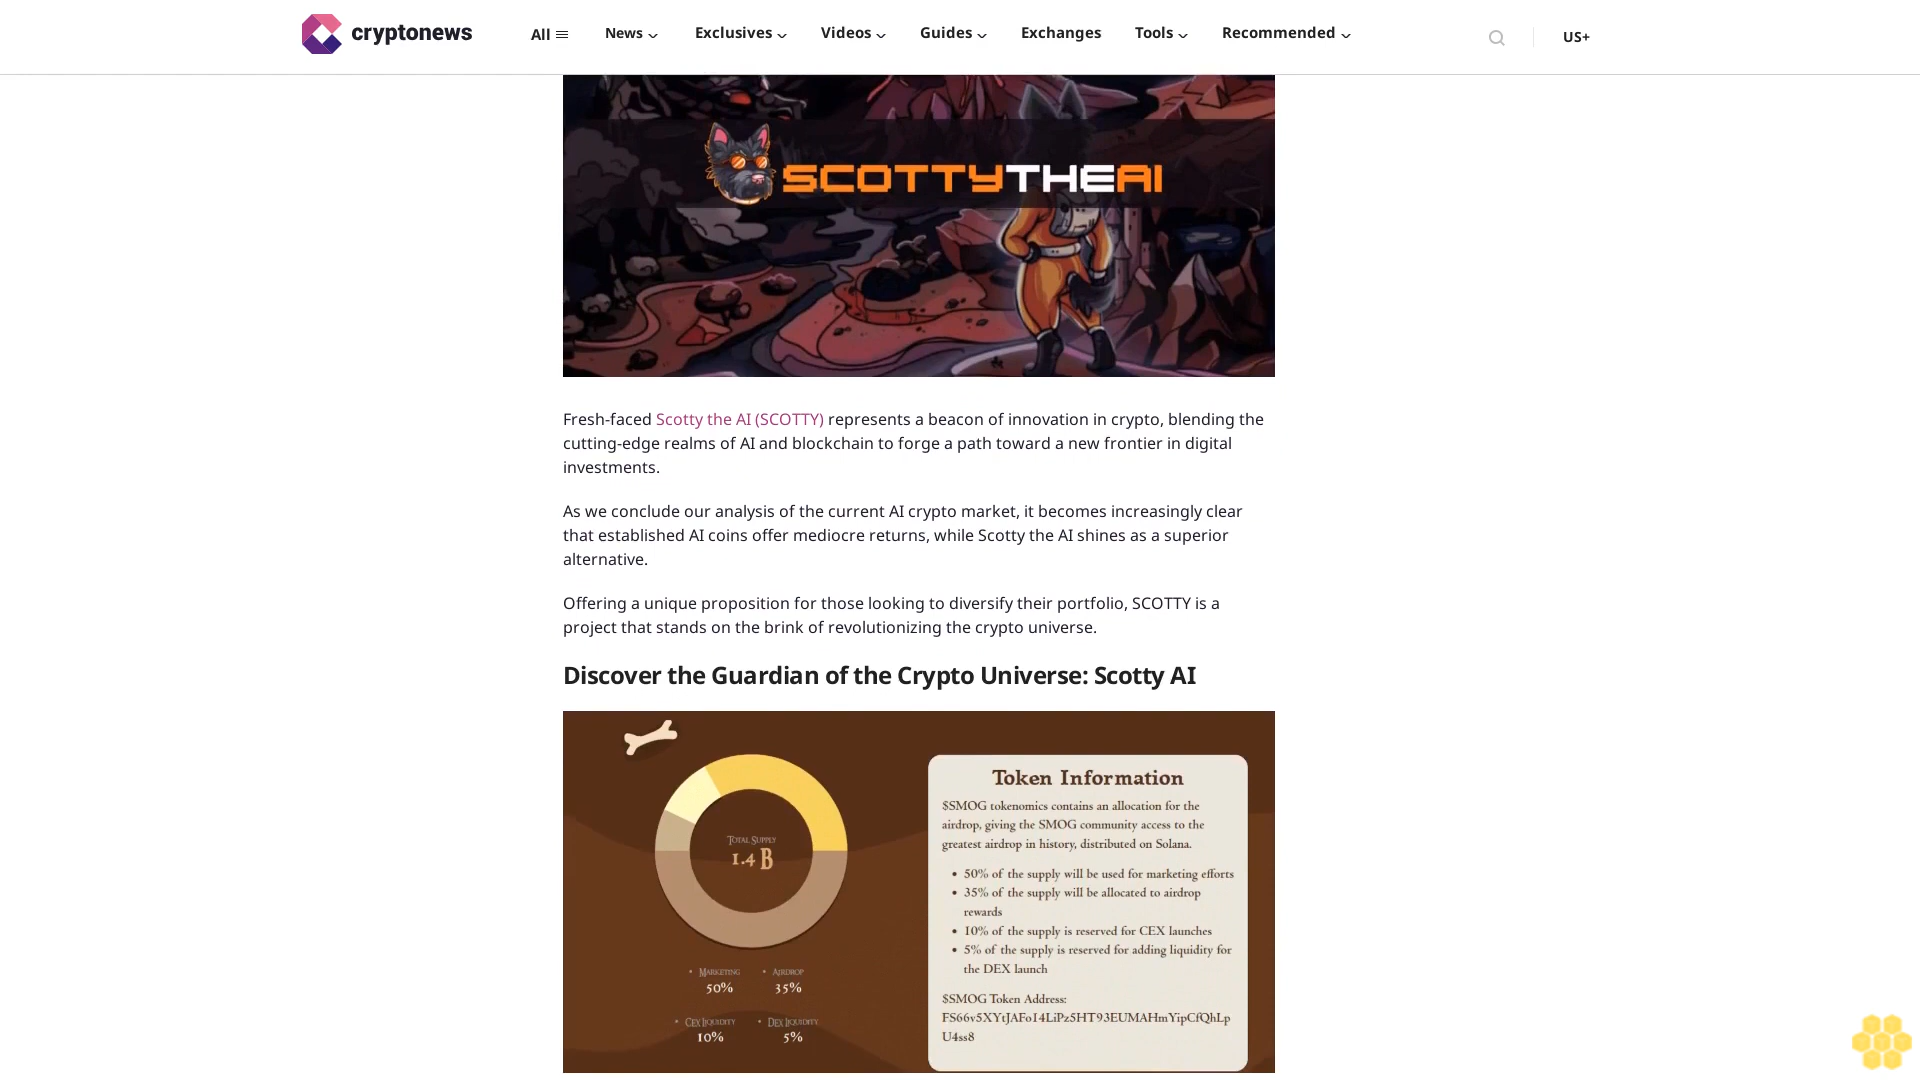 cryptonews
All
News
Exclusives
Videos
Guides
Exchanges
Tools
Recommended
US+
SCOTTYTHEAI
Fresh-faced Scotty the AI (SCOTTY) represents a beacon of innovation in crypto, blending the
cutting-edge realms of AI and blockchain to forge a path toward a new frontier in digital
investments.
As we conclude our analysis of the current AI crypto market, it becomes increasingly clear
that established AI coins offer mediocre returns, while Scotty the AI shines as a superior
alternative.
Offering a unique proposition for those looking to diversify their portfolio, SCOTTY is a
project that stands on the brink of revolutionizing the crypto universe.
Discover the Guardian of the Crypto Universe: Scotty AI
Total Supply
1.4 B
• Marketing
50%
• Airdrop
35%
• Cex Liquidity
10%
• Dex Liquidity
5%
Token Information
$SMOG tokenomics contains an allocation for the
airdrop, giving the SMOG community access to the
greatest airdrop in history, distributed on Solana.
• 50% of the supply will be used for marketing efforts
• 35% of the supply will be allocated to airdrop
rewards
• 10% of the supply is reserved for CEX launches
• 5% of the supply is reserved for adding liquidity for
the DEX launch
$SMOG Token Address:
FS66v5XYtJAFo14LiPz5HT93EUMAHmYipCfQhLp
U4ss8